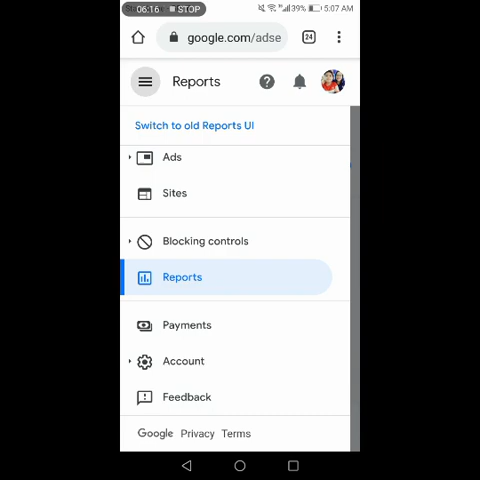 06:16 STOP
39% 5:07 AM
google.com/adse
24
Reports
Switch to old Reports UI
Ads
Sites
Blocking controls
Reports
Payments
Account
Feedback
Google Privacy Terms